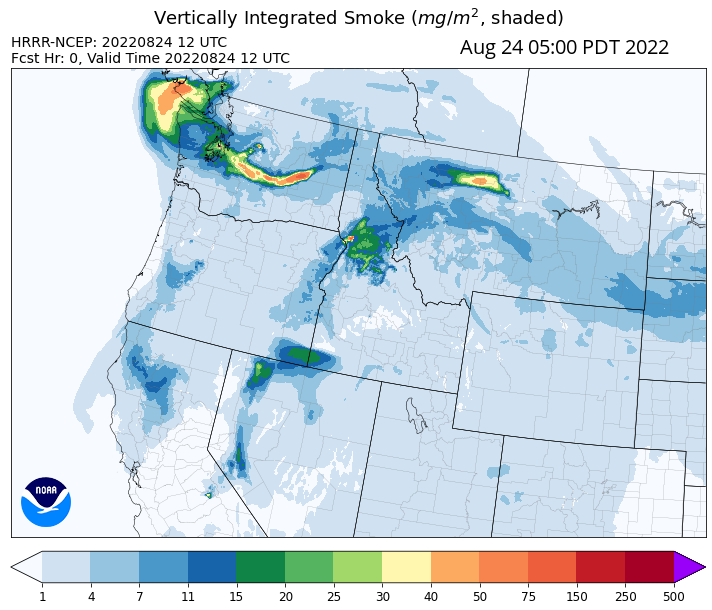 Vertically Integrated Smoke (mg/m², shaded)
HRRR-NCEP: 20220824 12 UTC
Aug 24 05:00 PDT 2022
Fcst Hr: 0, Valid Time 20220824 12 UTC
NOAA
1 4 7 11 15 20 25 30 40 50 75 150 250 500